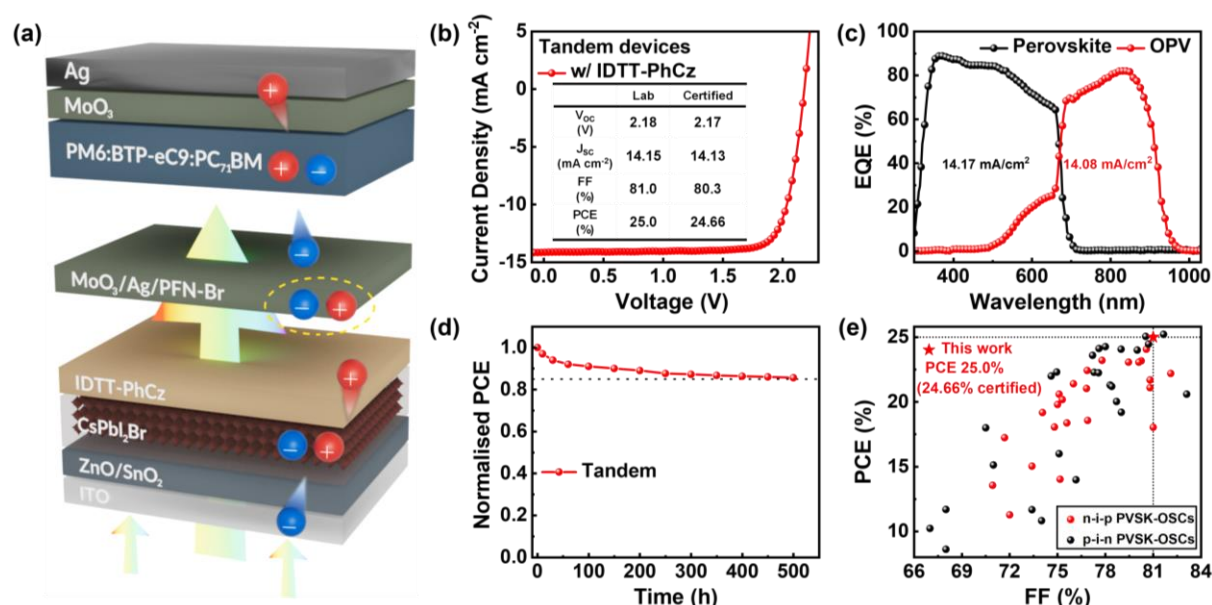 (a)
Ag
MoO₃
PM6:BTP-eC9:PC₇₁BM
+
−
MoO₃/Ag/PFN-Br
−
+
IDTT-PhCz
+
CsPbI₂Br
−
+
ZnO/SnO₂
ITO
−
(b)
Current Density (mA cm⁻²)
5
0
-5
-10
-15
Tandem devices
w/ IDTT-PhCz
Lab Certified
V_OC (V) 2.18 2.17
J_SC (mA cm⁻²) 14.15 14.13
FF (%) 81.0 80.3
PCE (%) 25.0 24.66
0.0 0.5 1.0 1.5 2.0
Voltage (V)
(c)
EQE (%)
100
80
60
40
20
0
Perovskite OPV
14.17 mA/cm² 14.08 mA/cm²
400 600 800 1000
Wavelength (nm)
(d)
Normalised PCE
1.0
0.8
0.6
0.4
0.2
0.0
Tandem
0 100 200 300 400 500
Time (h)
(e)
PCE (%)
25
20
15
10
This work
PCE 25.0%
(24.66% certified)
n-i-p PVSK-OSCs
p-i-n PVSK-OSCs
66 69 72 75 78 81 84
FF (%)